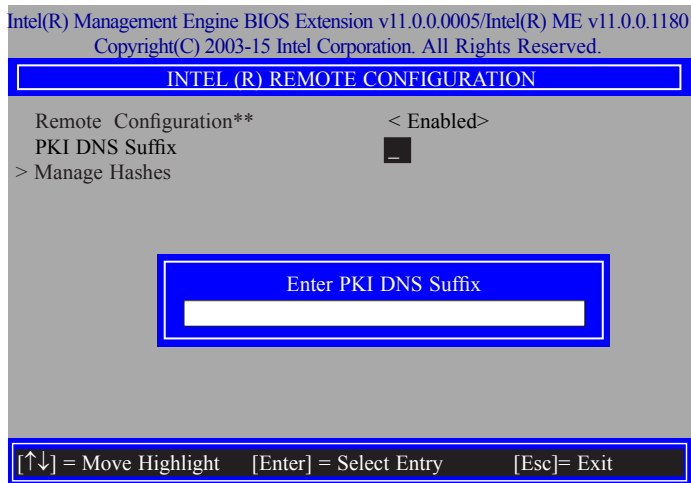 Intel(R) Management Engine BIOS Extension v11.0.0.0005/Intel(R) ME v11.0.0.1180
Copyright(C) 2003-15 Intel Corporation. All Rights Reserved.
INTEL (R) REMOTE CONFIGURATION
Remote Configuration** < Enabled>
PKI DNS Suffix _
> Manage Hashes
Enter PKI DNS Suffix
[↑↓] = Move Highlight [Enter] = Select Entry [Esc]= Exit